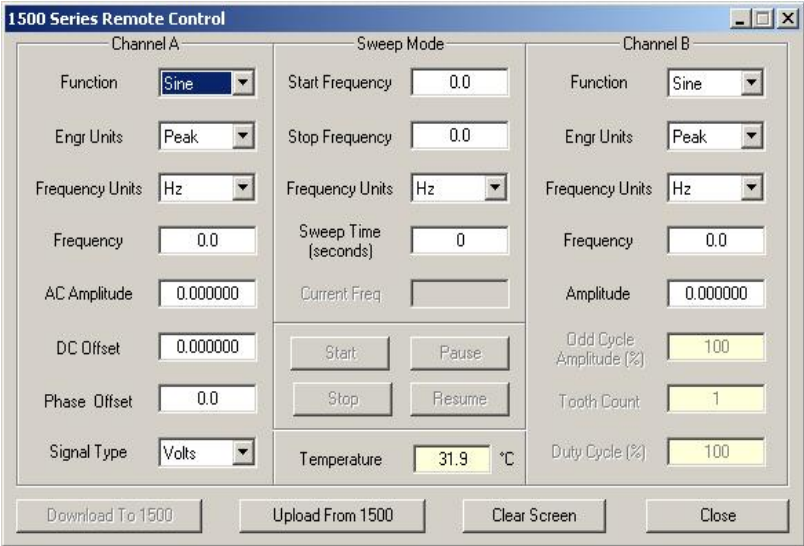 1500 Series Remote Control
Channel A
Function Sine
Engr Units Peak
Frequency Units Hz
Frequency 0.0
AC Amplitude 0.000000
DC Offset 0.000000
Phase Offset 0.0
Signal Type Volts
Sweep Mode
Start Frequency 0.0
Stop Frequency 0.0
Frequency Units Hz
Sweep Time
(seconds) 0
Current Freq
Start Pause
Stop Resume
Temperature 31.9 °C
Channel B
Function Sine
Engr Units Peak
Frequency Units Hz
Frequency 0.0
Amplitude 0.000000
Odd Cycle
Amplitude (%) 100
Tooth Count 1
Duty Cycle (%) 100
Download To 1500 Upload From 1500 Clear Screen Close